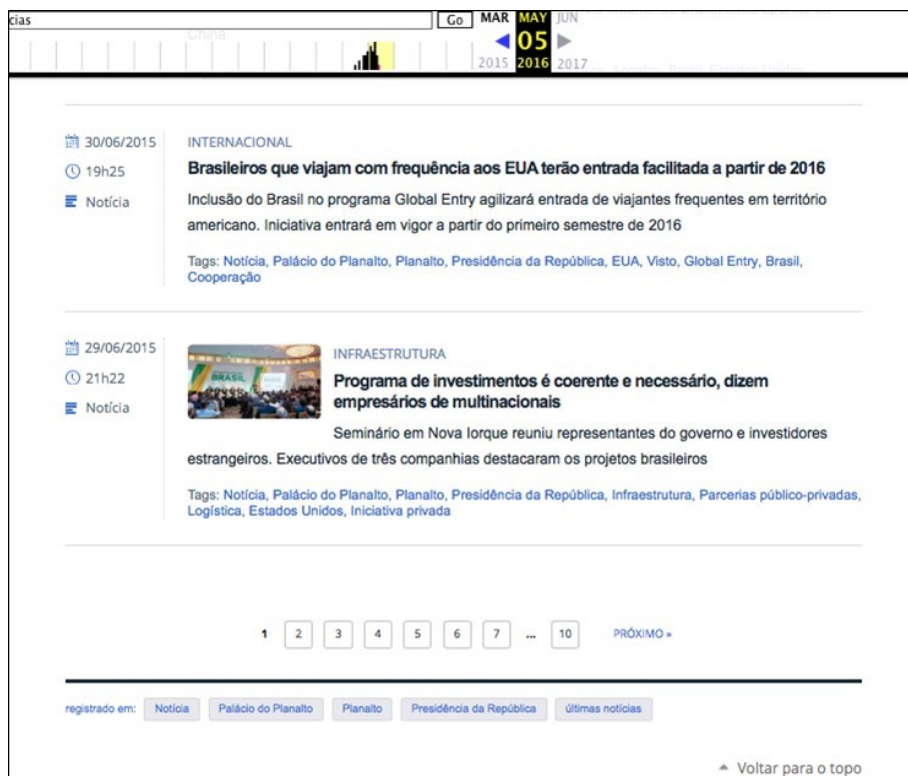 cias
Go
MAR MAY JUN
China
05
2015 2016 2017
30/06/2015
19h25
Notícia
INTERNACIONAL
Brasileiros que viajam com frequência aos EUA terão entrada facilitada a partir de 2016
Inclusão do Brasil no programa Global Entry agilizará entrada de viajantes frequentes em território
americano. Iniciativa entrará em vigor a partir do primeiro semestre de 2016
Tags: Notícia, Palácio do Planalto, Planalto, Presidência da República, EUA, Visto, Global Entry, Brasil,
Cooperação
29/06/2015
21h22
Notícia
BRASIL
INFRAESTRUTURA
Programa de investimentos é coerente e necessário, dizem
empresários de multinacionais
Seminário em Nova Iorque reuniu representantes do governo e investidores
estrangeiros. Executivos de três companhias destacaram os projetos brasileiros
Tags: Notícia, Palácio do Planalto, Planalto, Presidência da República, Infraestrutura, Parcerias público-privadas,
Logística, Estados Unidos, Iniciativa privada
1 2 3 4 5 6 7 ... 10 PRÓXIMO »
registrado em: Notícia Palácio do Planalto Planalto Presidência da República últimas notícias
Voltar para o topo